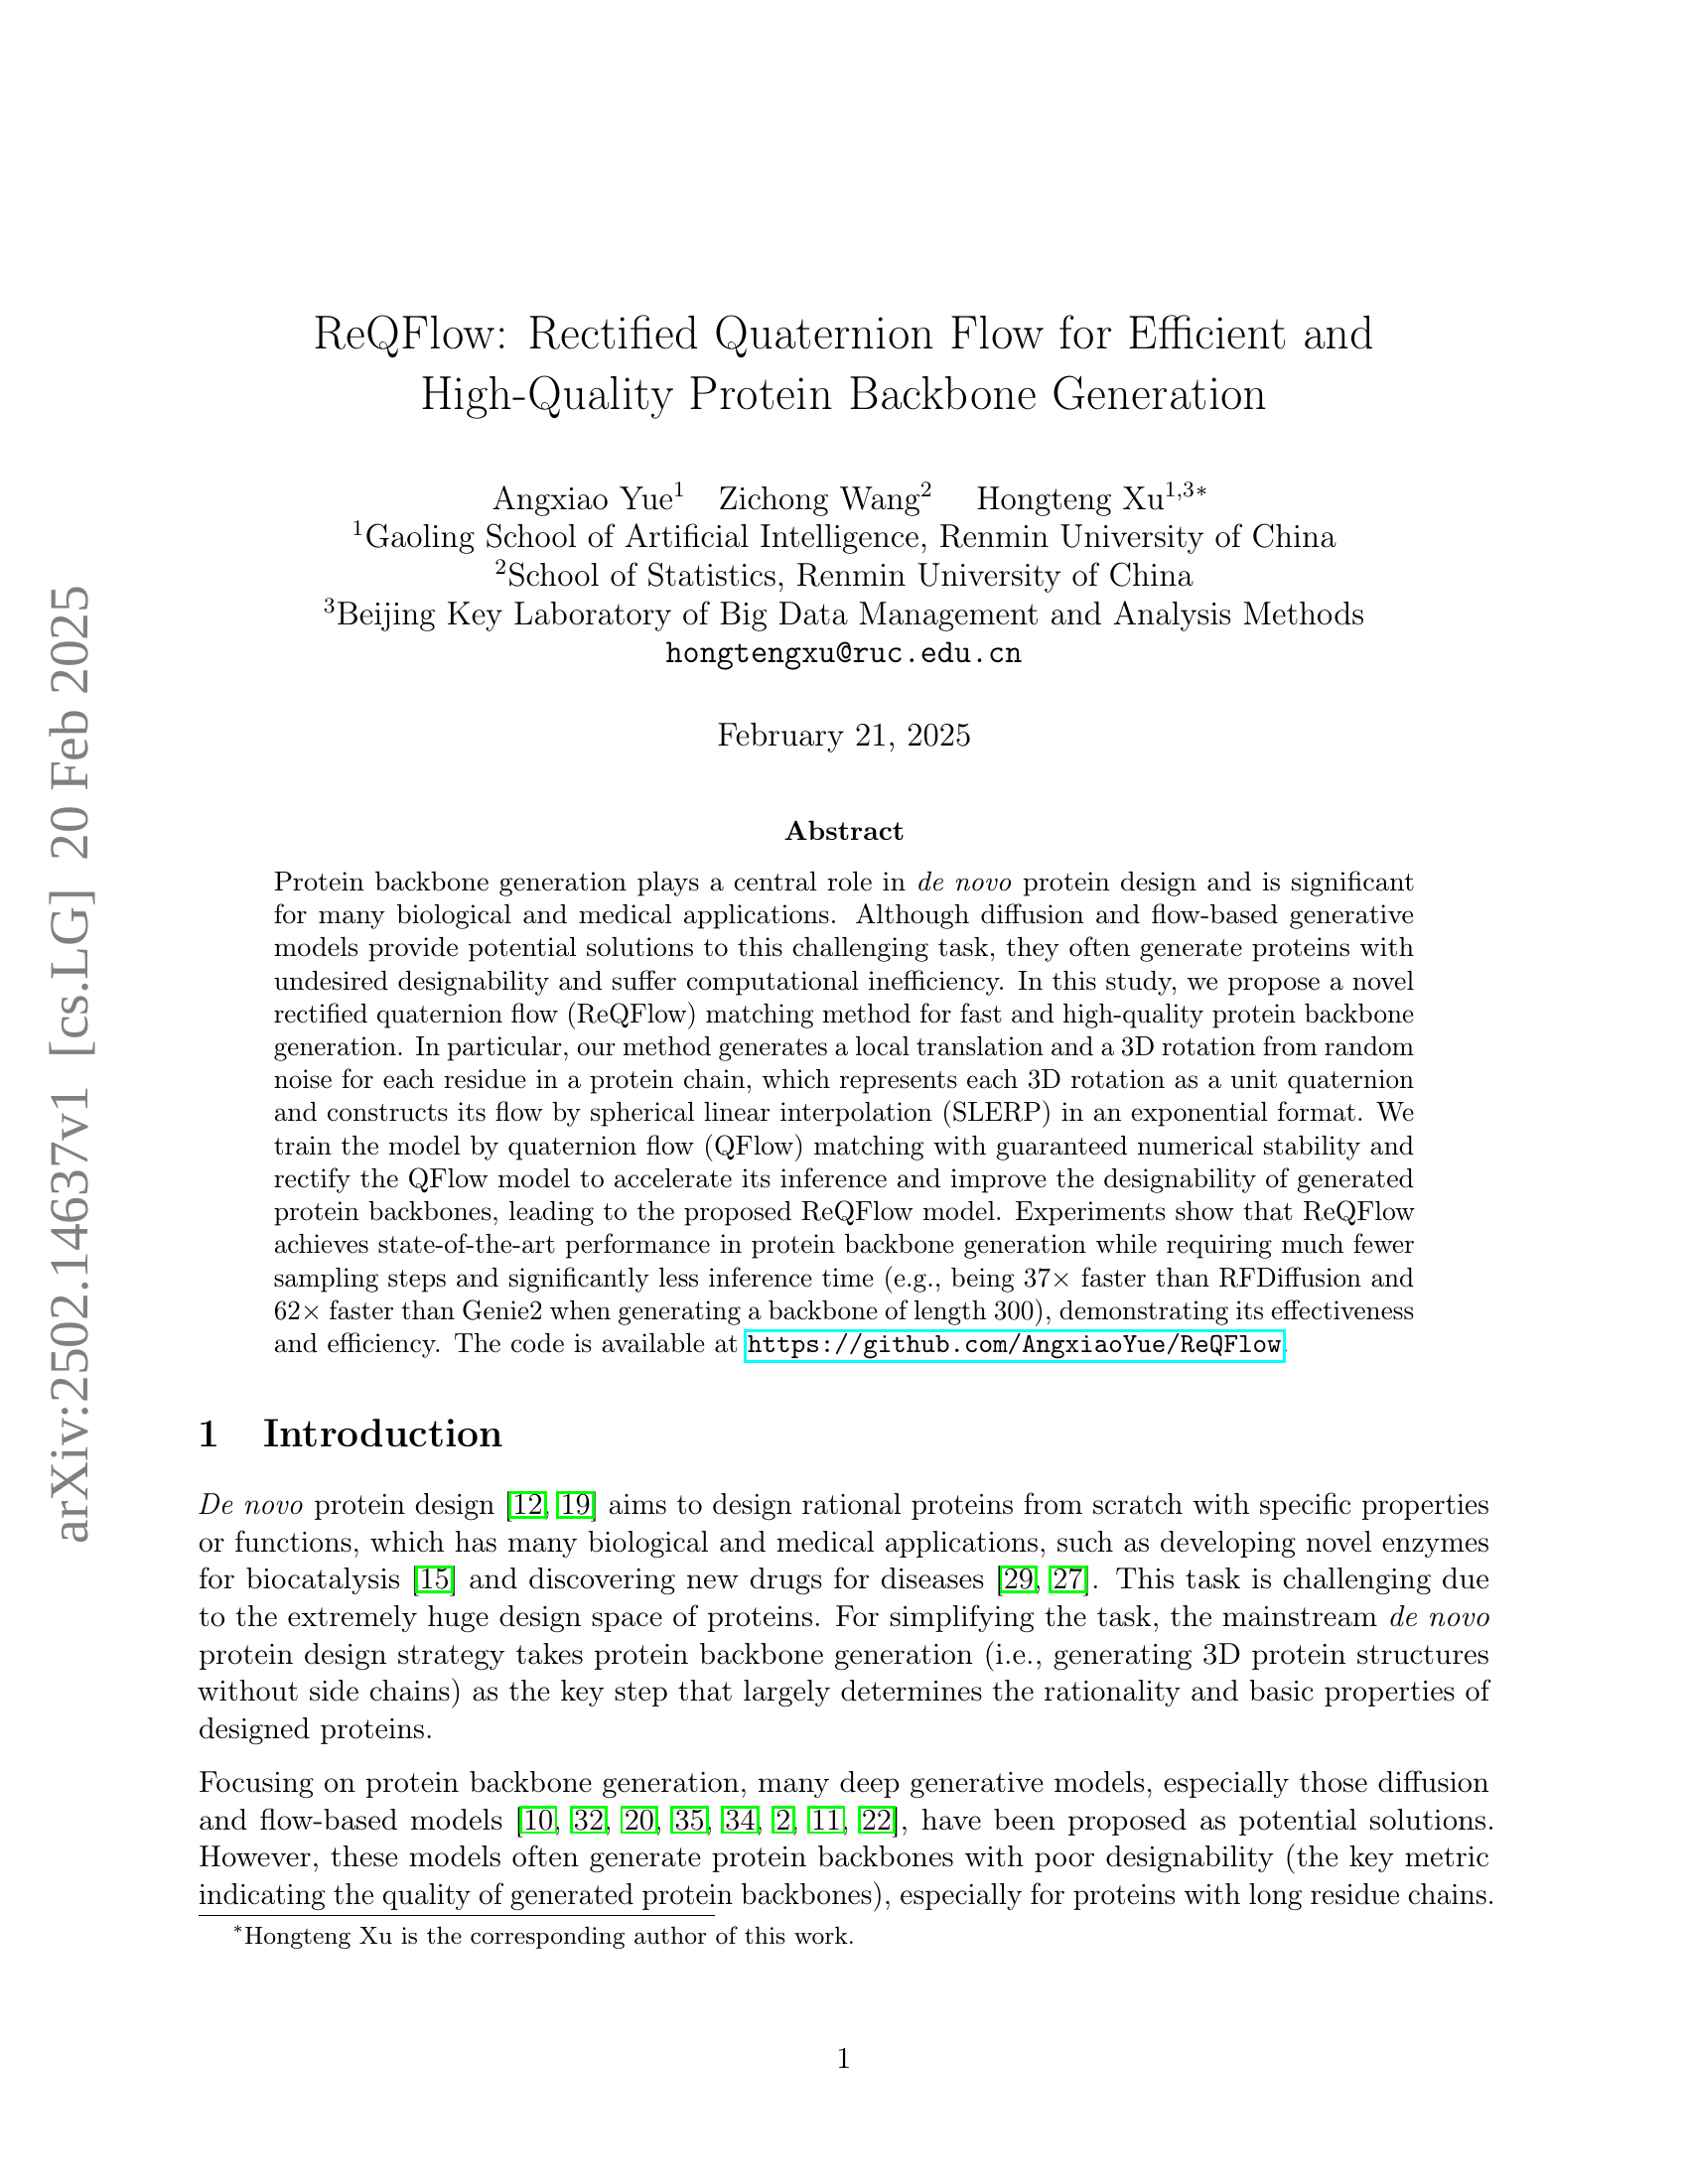 arXiv:2502.14637v1 [cs.LG] 20 Feb 2025
ReQFlow: Rectified Quaternion Flow for Efficient and
High-Quality Protein Backbone Generation
Angxiao Yue1 Zichong Wang2 Hongteng Xu1,3*
1Gaoling School of Artificial Intelligence, Renmin University of China
2School of Statistics, Renmin University of China
3Beijing Key Laboratory of Big Data Management and Analysis Methods
hongtengxu@ruc.edu.cn
February 21, 2025
Abstract
Protein backbone generation plays a central role in de novo protein design and is significant
for many biological and medical applications. Although diffusion and flow-based generative
models provide potential solutions to this challenging task, they often generate proteins with
undesired designability and suffer computational inefficiency. In this study, we propose a novel
rectified quaternion flow (ReQFlow) matching method for fast and high-quality protein backbone
generation. In particular, our method generates a local translation and a 3D rotation from random
noise for each residue in a protein chain, which represents each 3D rotation as a unit quaternion
and constructs its flow by spherical linear interpolation (SLERP) in an exponential format. We
train the model by quaternion flow (QFlow) matching with guaranteed numerical stability and
rectify the QFlow model to accelerate its inference and improve the designability of generated
protein backbones, leading to the proposed ReQFlow model. Experiments show that ReQFlow
achieves state-of-the-art performance in protein backbone generation while requiring much fewer
sampling steps and significantly less inference time (e.g., being 37× faster than RFDiffusion and
62× faster than Genie2 when generating a backbone of length 300), demonstrating its effectiveness
and efficiency. The code is available at https://github.com/AngxiaoYue/ReQFlow.
1 Introduction
De novo protein design [12, 19] aims to design rational proteins from scratch with specific properties
or functions, which has many biological and medical applications, such as developing novel enzymes
for biocatalysis [15] and discovering new drugs for diseases [29, 27]. This task is challenging due
to the extremely huge design space of proteins. For simplifying the task, the mainstream de novo
protein design strategy takes protein backbone generation (i.e., generating 3D protein structures
without side chains) as the key step that largely determines the rationality and basic properties of
designed proteins.
Focusing on protein backbone generation, many deep generative models, especially those diffusion
and flow-based models [10, 32, 20, 35, 34, 2, 11, 22], have been proposed as potential solutions.
However, these models often generate protein backbones with poor designability (the key metric
indicating the quality of generated protein backbones), especially for proteins with long residue chains.
*Hongteng Xu is the corresponding author of this work.
1